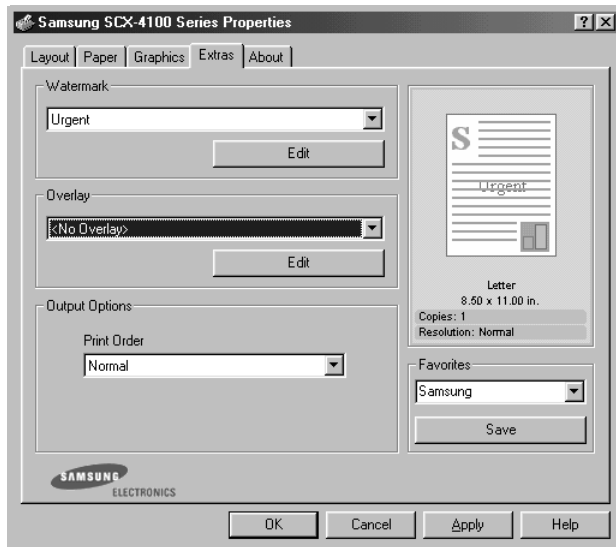 Samsung SCX-4100 Series Properties
Layout Paper Graphics Extras About
Watermark
Urgent
Edit
Overlay
<No Overlay>
Edit
Output Options
Print Order
Normal
S
Urgent
Letter
8.50 x 11.00 in.
Copies: 1
Resolution: Normal
Favorites
Samsung
Save
SAMSUNG
ELECTRONICS
OK Cancel Apply Help